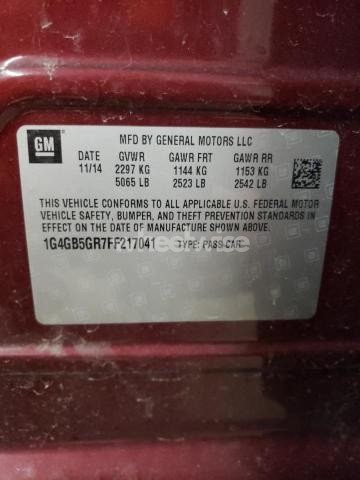 GM
MFD BY GENERAL MOTORS LLC
DATE GVWR GAWR FRT GAWR RR
11/14 2297 KG 1144 KG 1153 KG
5065 LB 2523 LB 2542 LB
THIS VEHICLE CONFORMS TO ALL APPLICABLE U.S. FEDERAL MOTOR
VEHICLE SAFETY, BUMPER, AND THEFT PREVENTION STANDARDS IN
EFFECT ON THE DATE OF MANUFACTURE SHOWN ABOVE.
1G4GB5GR7FF217041 TYPE: PASS CAR